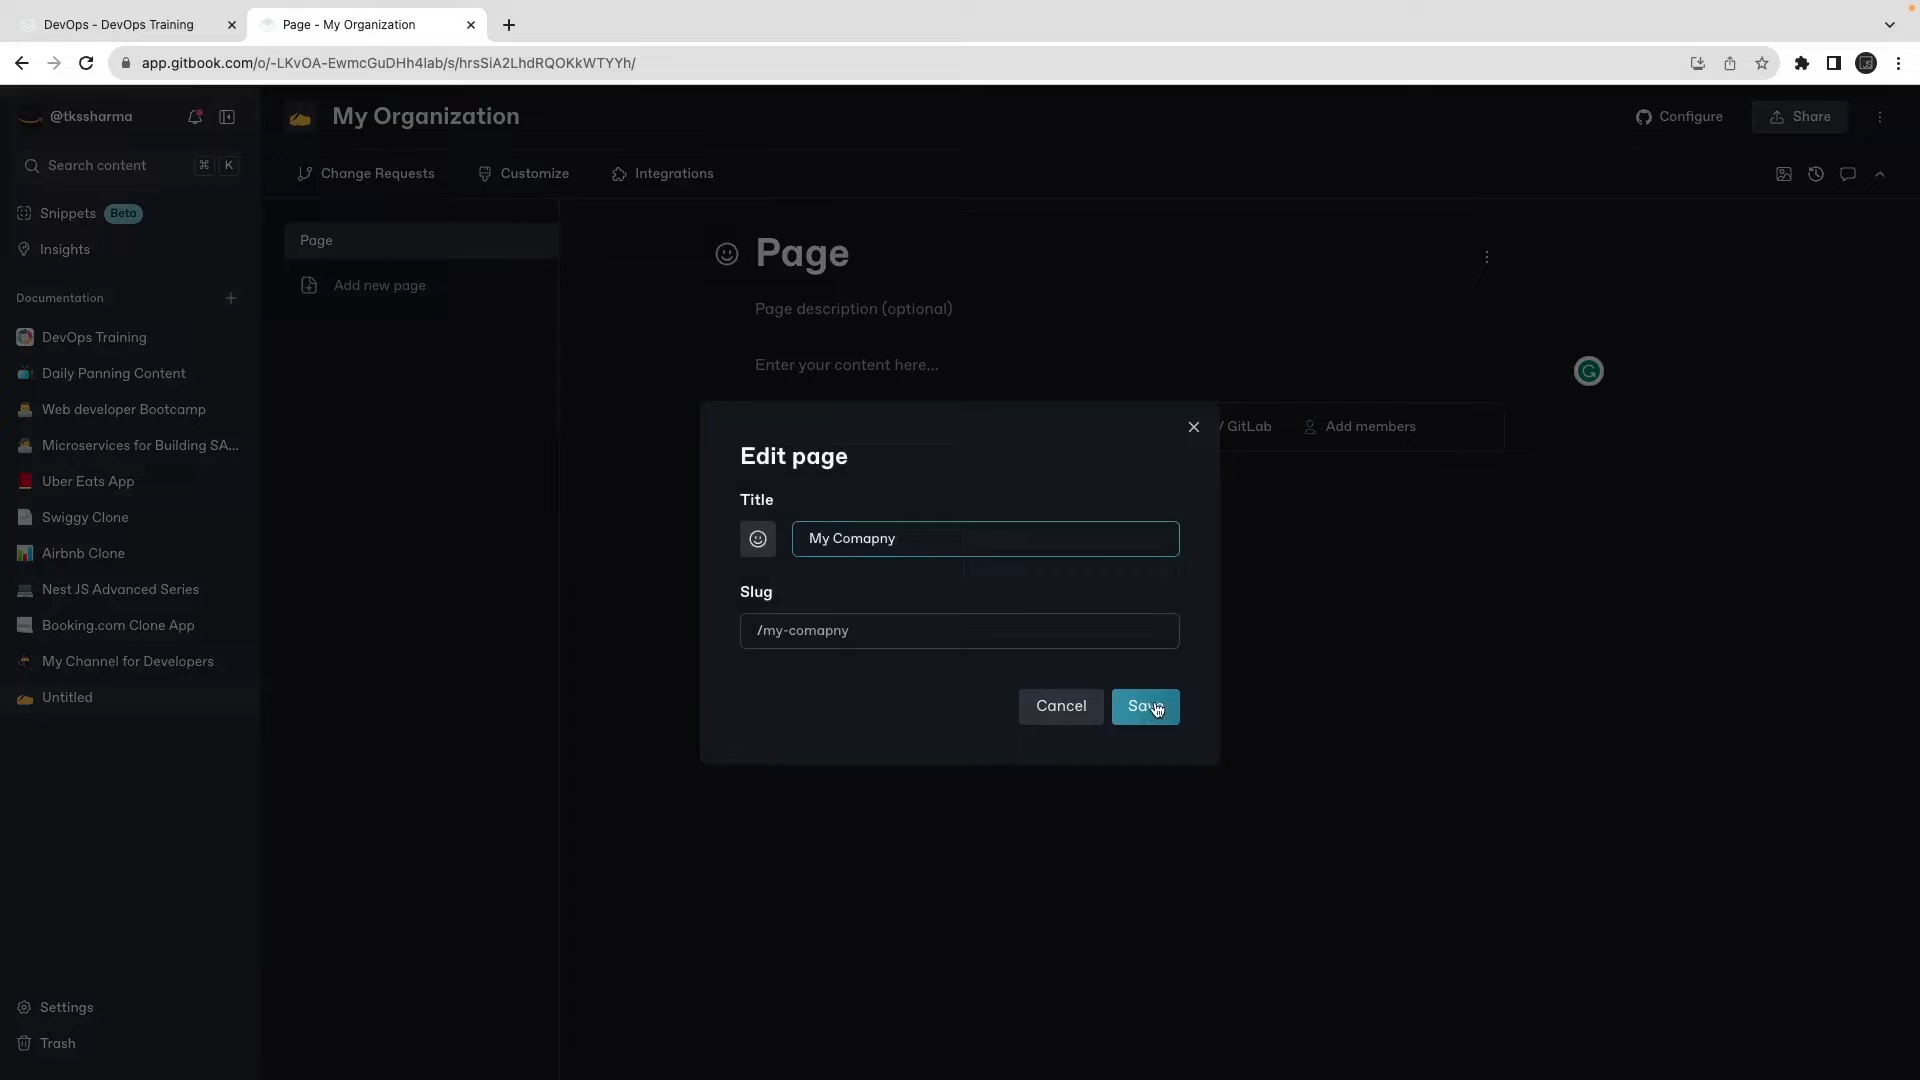 DevOps - DevOps Training
Page - My Organization
app.gitbook.com/o/-LKvOA-EwmcGuDHh4lab/s/hrsSiA2LhdRQOKkWTYYh/
@tkssharma
My Organization
Configure
Share
Search content
⌘ K
Change Requests
Customize
Integrations
Snippets Beta
Insights
Page
Add new page
Page
Page description (optional)
Enter your content here...
Documentation
DevOps Training
Daily Panning Content
Web developer Bootcamp
Microservices for Building SA...
Uber Eats App
Swiggy Clone
Airbnb Clone
Nest JS Advanced Series
Booking.com Clone App
My Channel for Developers
Untitled
/ GitLab
Add members
Edit page
Title
My Comapny
Slug
/my-comapny
Cancel
Save
Settings
Trash